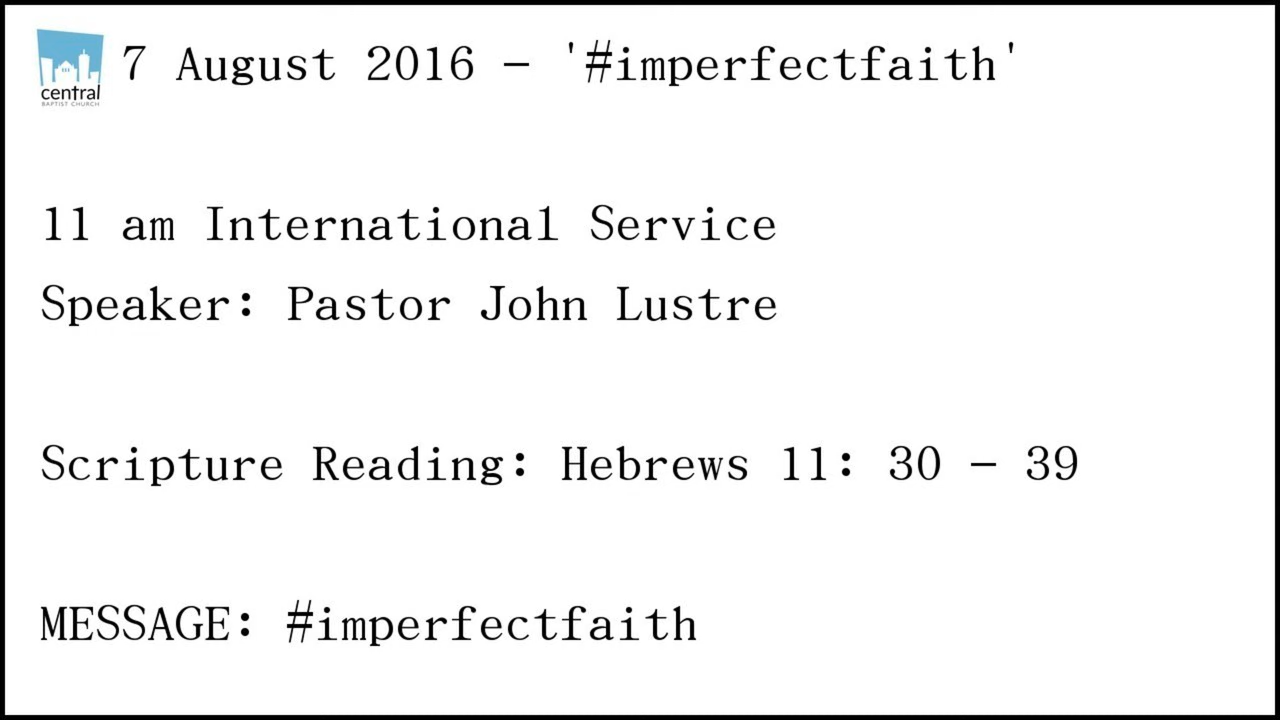 central
BAPTIST CHURCH
7 August 2016 – '#imperfectfaith'
11 am International Service
Speaker: Pastor John Lustre
Scripture Reading: Hebrews 11: 30 – 39
MESSAGE: #imperfectfaith